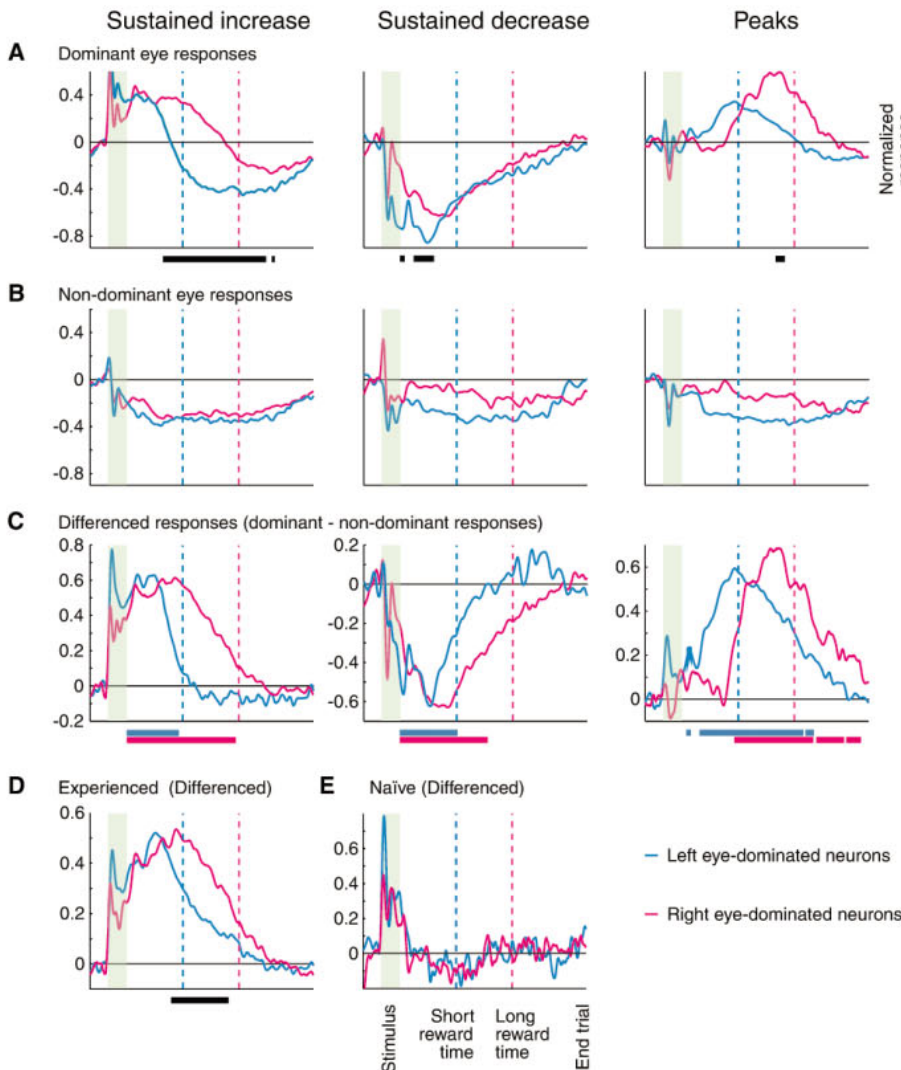 Sustained increase
Sustained decrease
Peaks
A
Dominant eye responses
0.4
0
-0.4
-0.8
Normalized
B
Non-dominant eye responses
0.4
0
-0.4
-0.8
C
Differenced responses (dominant - non-dominant responses)
0.8
0.6
0.4
0.2
0
-0.2
0.2
0
-0.2
-0.4
-0.6
0.6
0.4
0.2
0
D
Experienced (Differenced)
0.6
0.4
0.2
0
E
Naïve (Differenced)
0.8
0.6
0.4
0.2
0
Stimulus
Short
reward
time
Long
reward
time
End trial
Left eye-dominated neurons
Right eye-dominated neurons